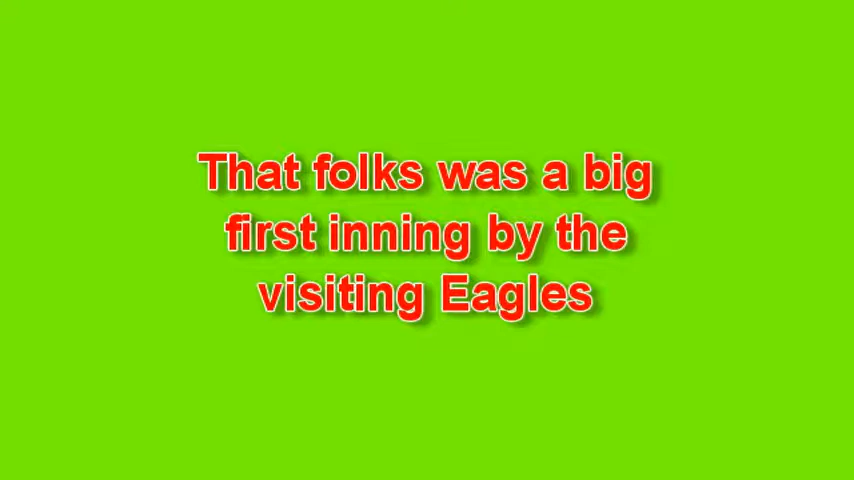 That folks was a big
first inning by the
visiting Eagles